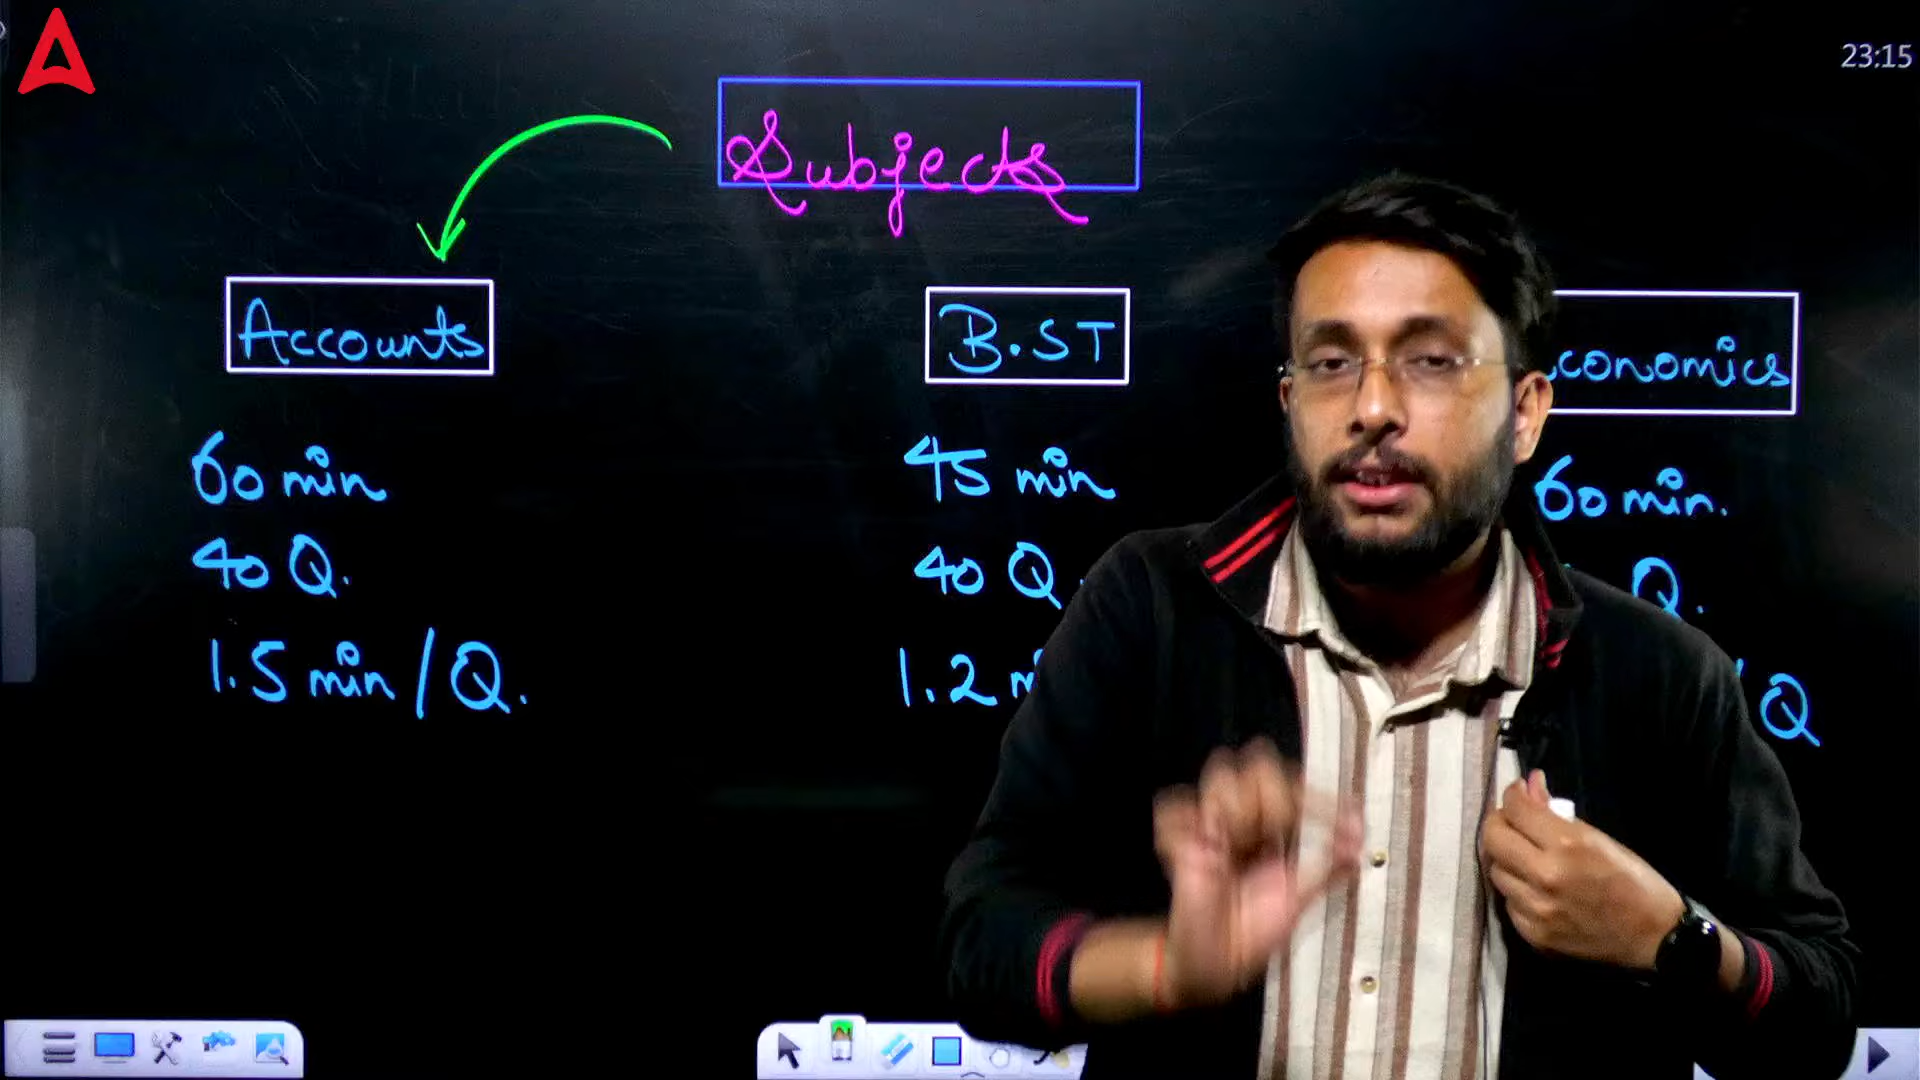 23:15
Subjects
Accounts
B.ST
conomics
60 min
45 min
60 min.
40 Q.
40 Q.
Q.
1.5 min / Q.
1.2 m
Q